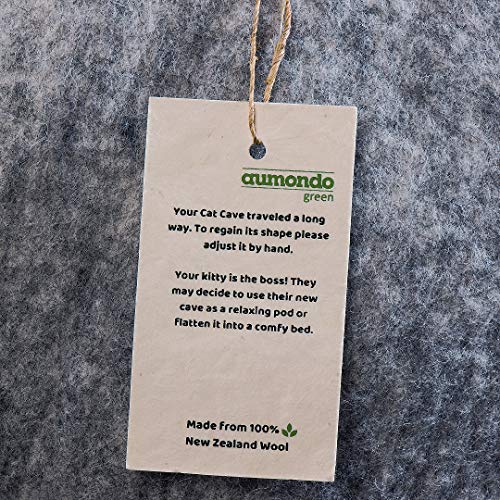 aumondo
green
Your Cat Cave traveled a long
way. To regain its shape please
adjust it by hand.
Your kitty is the boss! They
may decide to use their new
cave as a relaxing pod or
flatten it into a comfy bed.
Made from 100%
New Zealand Wool